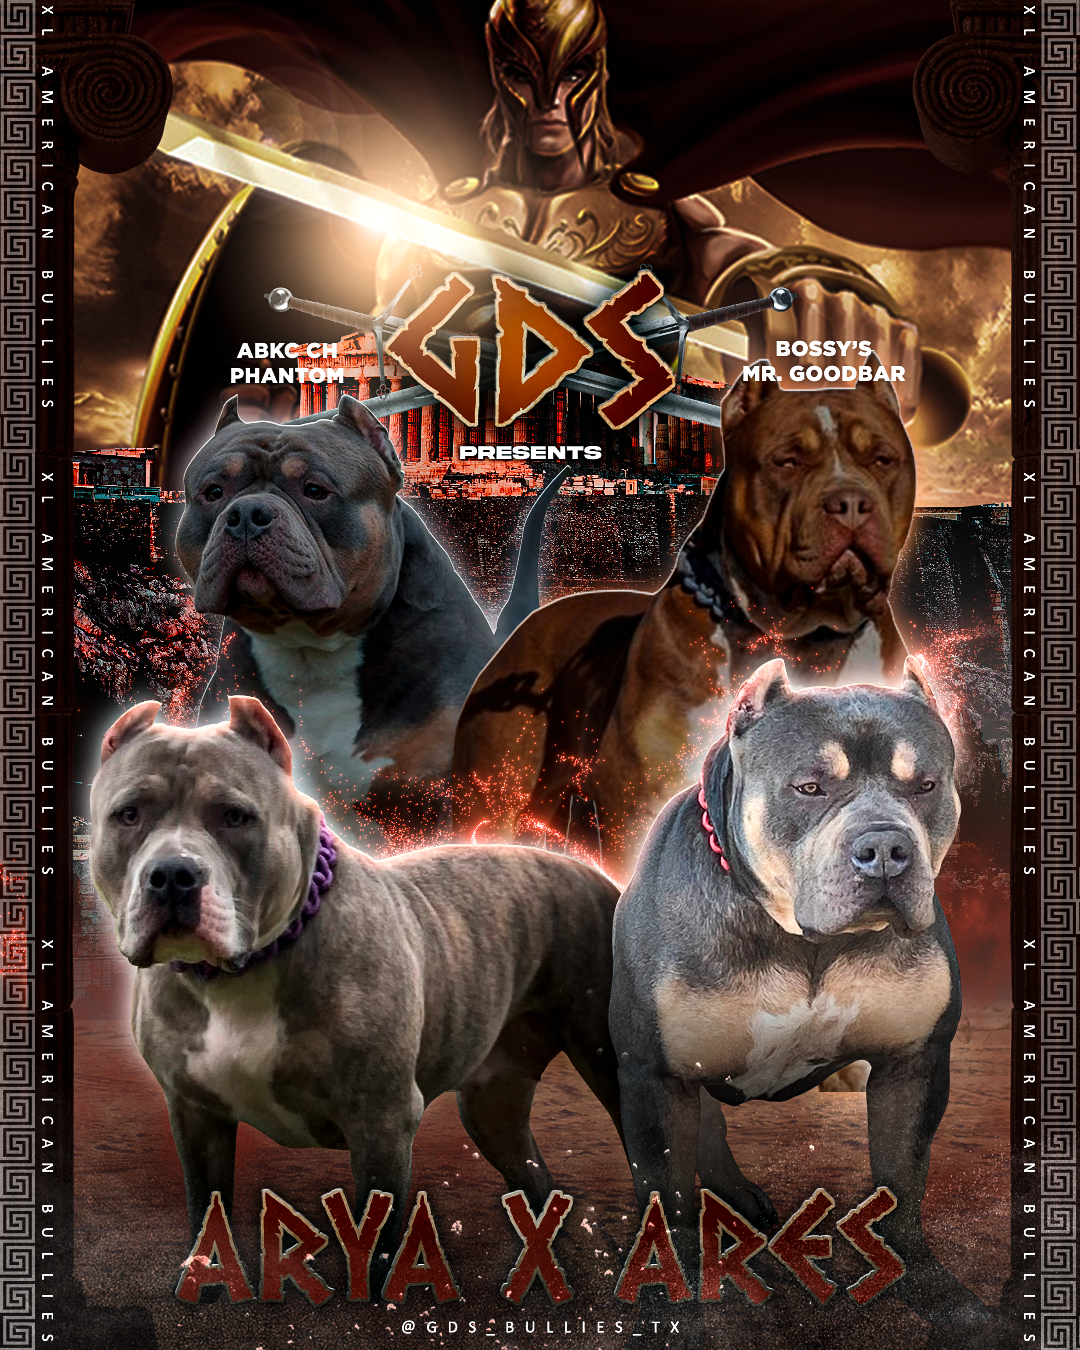 GDS
ABKC CH
PHANTOM
BOSSY'S
MR. GOODBAR
PRESENTS
ARYA X ARES
@GDS_BULLIES_TX
XL AMERICAN BULLIES XL AMERICAN BULLIES XL AMERICAN BULLIES
XL AMERICAN BULLIES XL AMERICAN BULLIES XL AMERICAN BULLIES